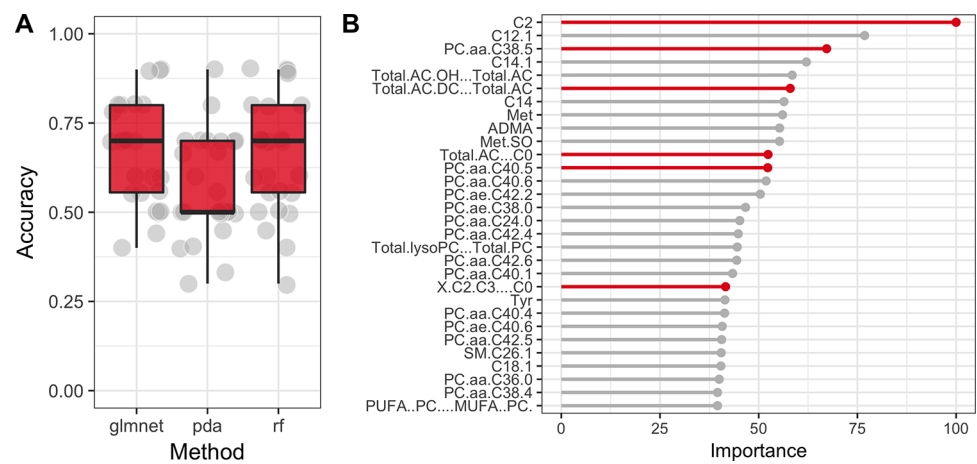 A
1.00
0.75
0.50
0.25
0.00
Accuracy
glmnet pda rf
Method
B
C2
C12.1
PC.aa.C38.5
C14.1
Total.AC.OH...Total.AC
Total.AC.DC...Total.AC
C14
Met
ADMA
Met.SO
Total.AC...C0
PC.aa.C40.5
PC.aa.C40.6
PC.ae.C42.2
PC.ae.C38.0
PC.aa.C24.0
PC.aa.C42.4
Total.lysoPC...Total.PC
PC.aa.C42.6
PC.aa.C40.1
X.C2.C3....C0
Tyr
PC.aa.C40.4
PC.ae.C40.6
PC.aa.C42.5
SM.C26.1
C18.1
PC.aa.C36.0
PC.aa.C38.4
PUFA..PC....MUFA..PC.
0 25 50 75 100
Importance